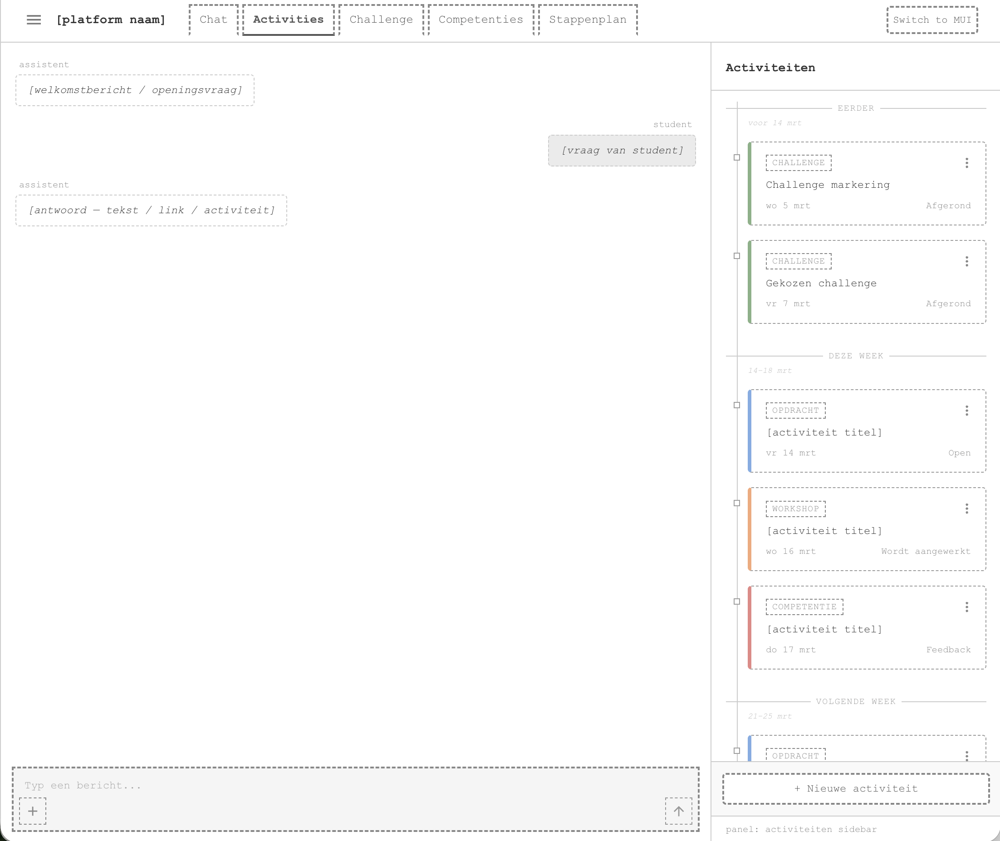 [platform naam]
Chat
Activities
Challenge
Competenties
Stappenplan
Switch to MUI
assistent
[welkomstbericht / openingsvraag]
student
[vraag van student]
assistent
[antwoord — tekst / link / activiteit]
Typ een bericht...
+
Activiteiten
EERDER
voor 14 mrt
CHALLENGE
Challenge markering
wo 5 mrt Afgerond
CHALLENGE
Gekozen challenge
vr 7 mrt Afgerond
DEZE WEEK
14–18 mrt
OPDRACHT
[activiteit titel]
vr 14 mrt Open
WORKSHOP
[activiteit titel]
wo 16 mrt Wordt aangewerkt
COMPETENTIE
[activiteit titel]
do 17 mrt Feedback
VOLGENDE WEEK
21–25 mrt
OPDRACHT
+ Nieuwe activiteit
panel: activiteiten sidebar